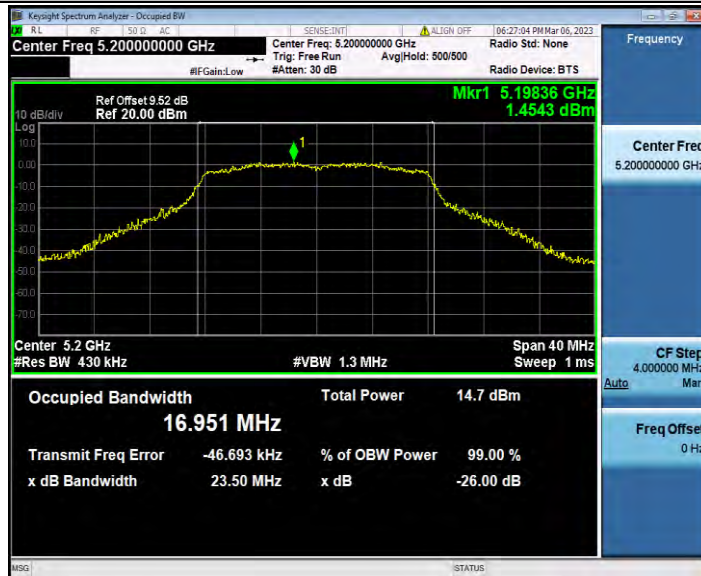 Keysight Spectrum Analyzer - Occupied BW
RL RF 50 Ω AC SENSE:INT ALIGN OFF 06:27:04 PM Mar 06, 2023
Center Freq 5.200000000 GHz
Center Freq: 5.200000000 GHz
Radio Std: None
Trig: Free Run Avg|Hold: 500/500
#IFGain:Low #Atten: 30 dB Radio Device: BTS
Frequency
Ref Offset 9.52 dB
Mkr1 5.19836 GHz
10 dB/div Ref 20.00 dBm 1.4543 dBm
Log
10.0
0.00
-10.0
-20.0
-30.0
-40.0
-50.0
-60.0
-70.0
1
Center 5.2 GHz Span 40 MHz
#Res BW 430 kHz #VBW 1.3 MHz Sweep 1 ms
Center Freq
5.200000000 GHz
CF Step
4.000000 MHz
Auto Man
Freq Offset
0 Hz
Occupied Bandwidth Total Power 14.7 dBm
16.951 MHz
Transmit Freq Error -46.693 kHz % of OBW Power 99.00 %
x dB Bandwidth 23.50 MHz x dB -26.00 dB
MSG STATUS